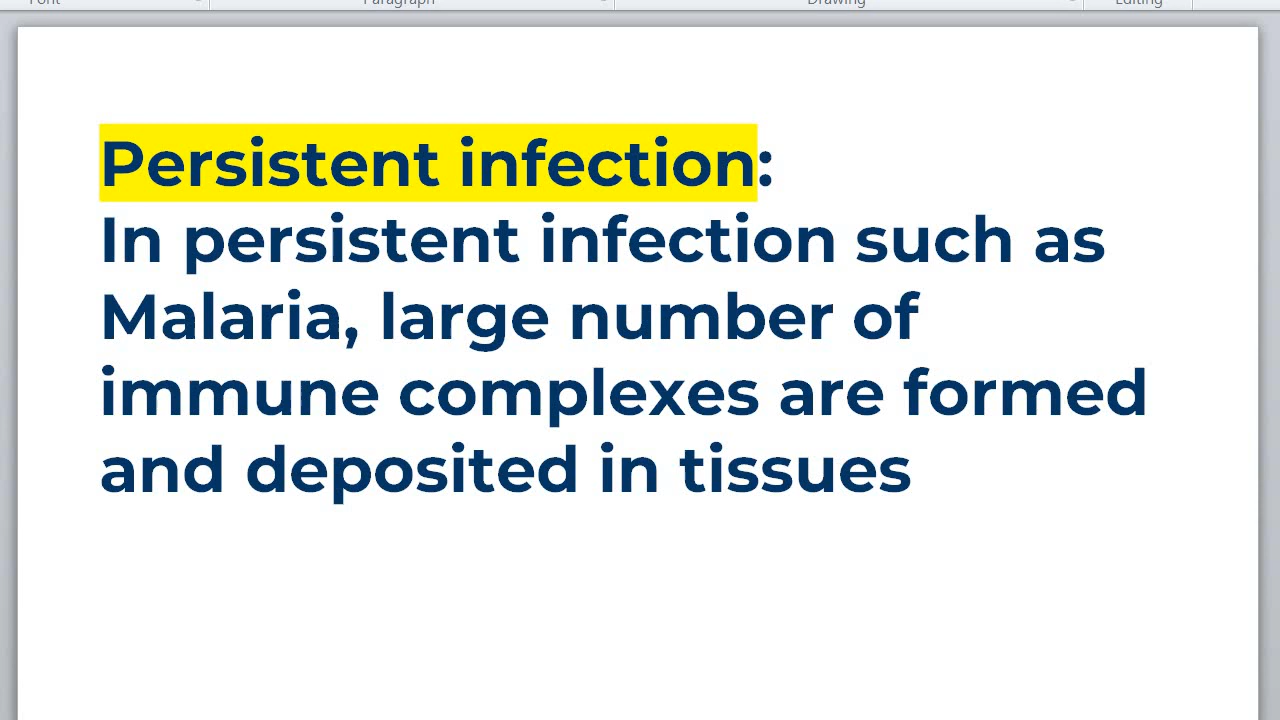 Font Paragraph Drawing Editing
Persistent infection:
In persistent infection such as
Malaria, large number of
immune complexes are formed
and deposited in tissues